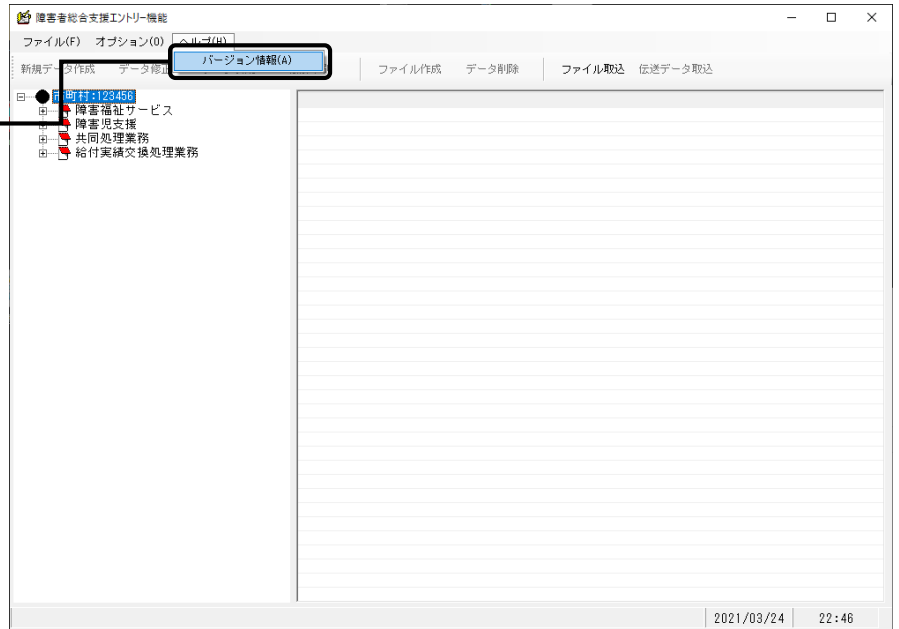 障害者総合支援エントリー機能
ファイル(F) オプション(O) ヘルプ(H)
バージョン情報(A)
新規データ作成 データ修正 ファイル作成 データ削除 ファイル取込 伝送データ取込
市町村:123456
障害福祉サービス
障害児支援
共同処理業務
給付実績交換処理業務
2021/03/24 22:46